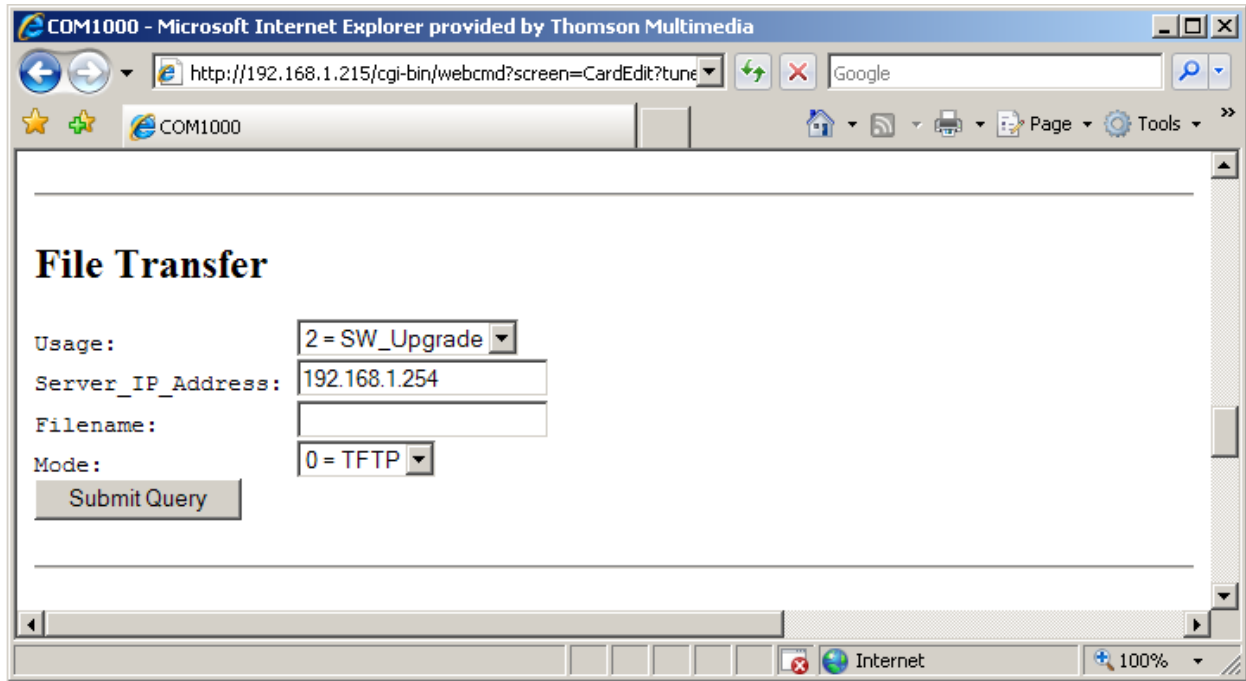 COM1000 - Microsoft Internet Explorer provided by Thomson Multimedia
http://192.168.1.215/cgi-bin/webcmd?screen=CardEdit?tune Google
COM1000 Page Tools »
File Transfer
Usage: 2 = SW_Upgrade
Server_IP_Address: 192.168.1.254
Filename:
Mode: 0 = TFTP
Submit Query
Internet 100%